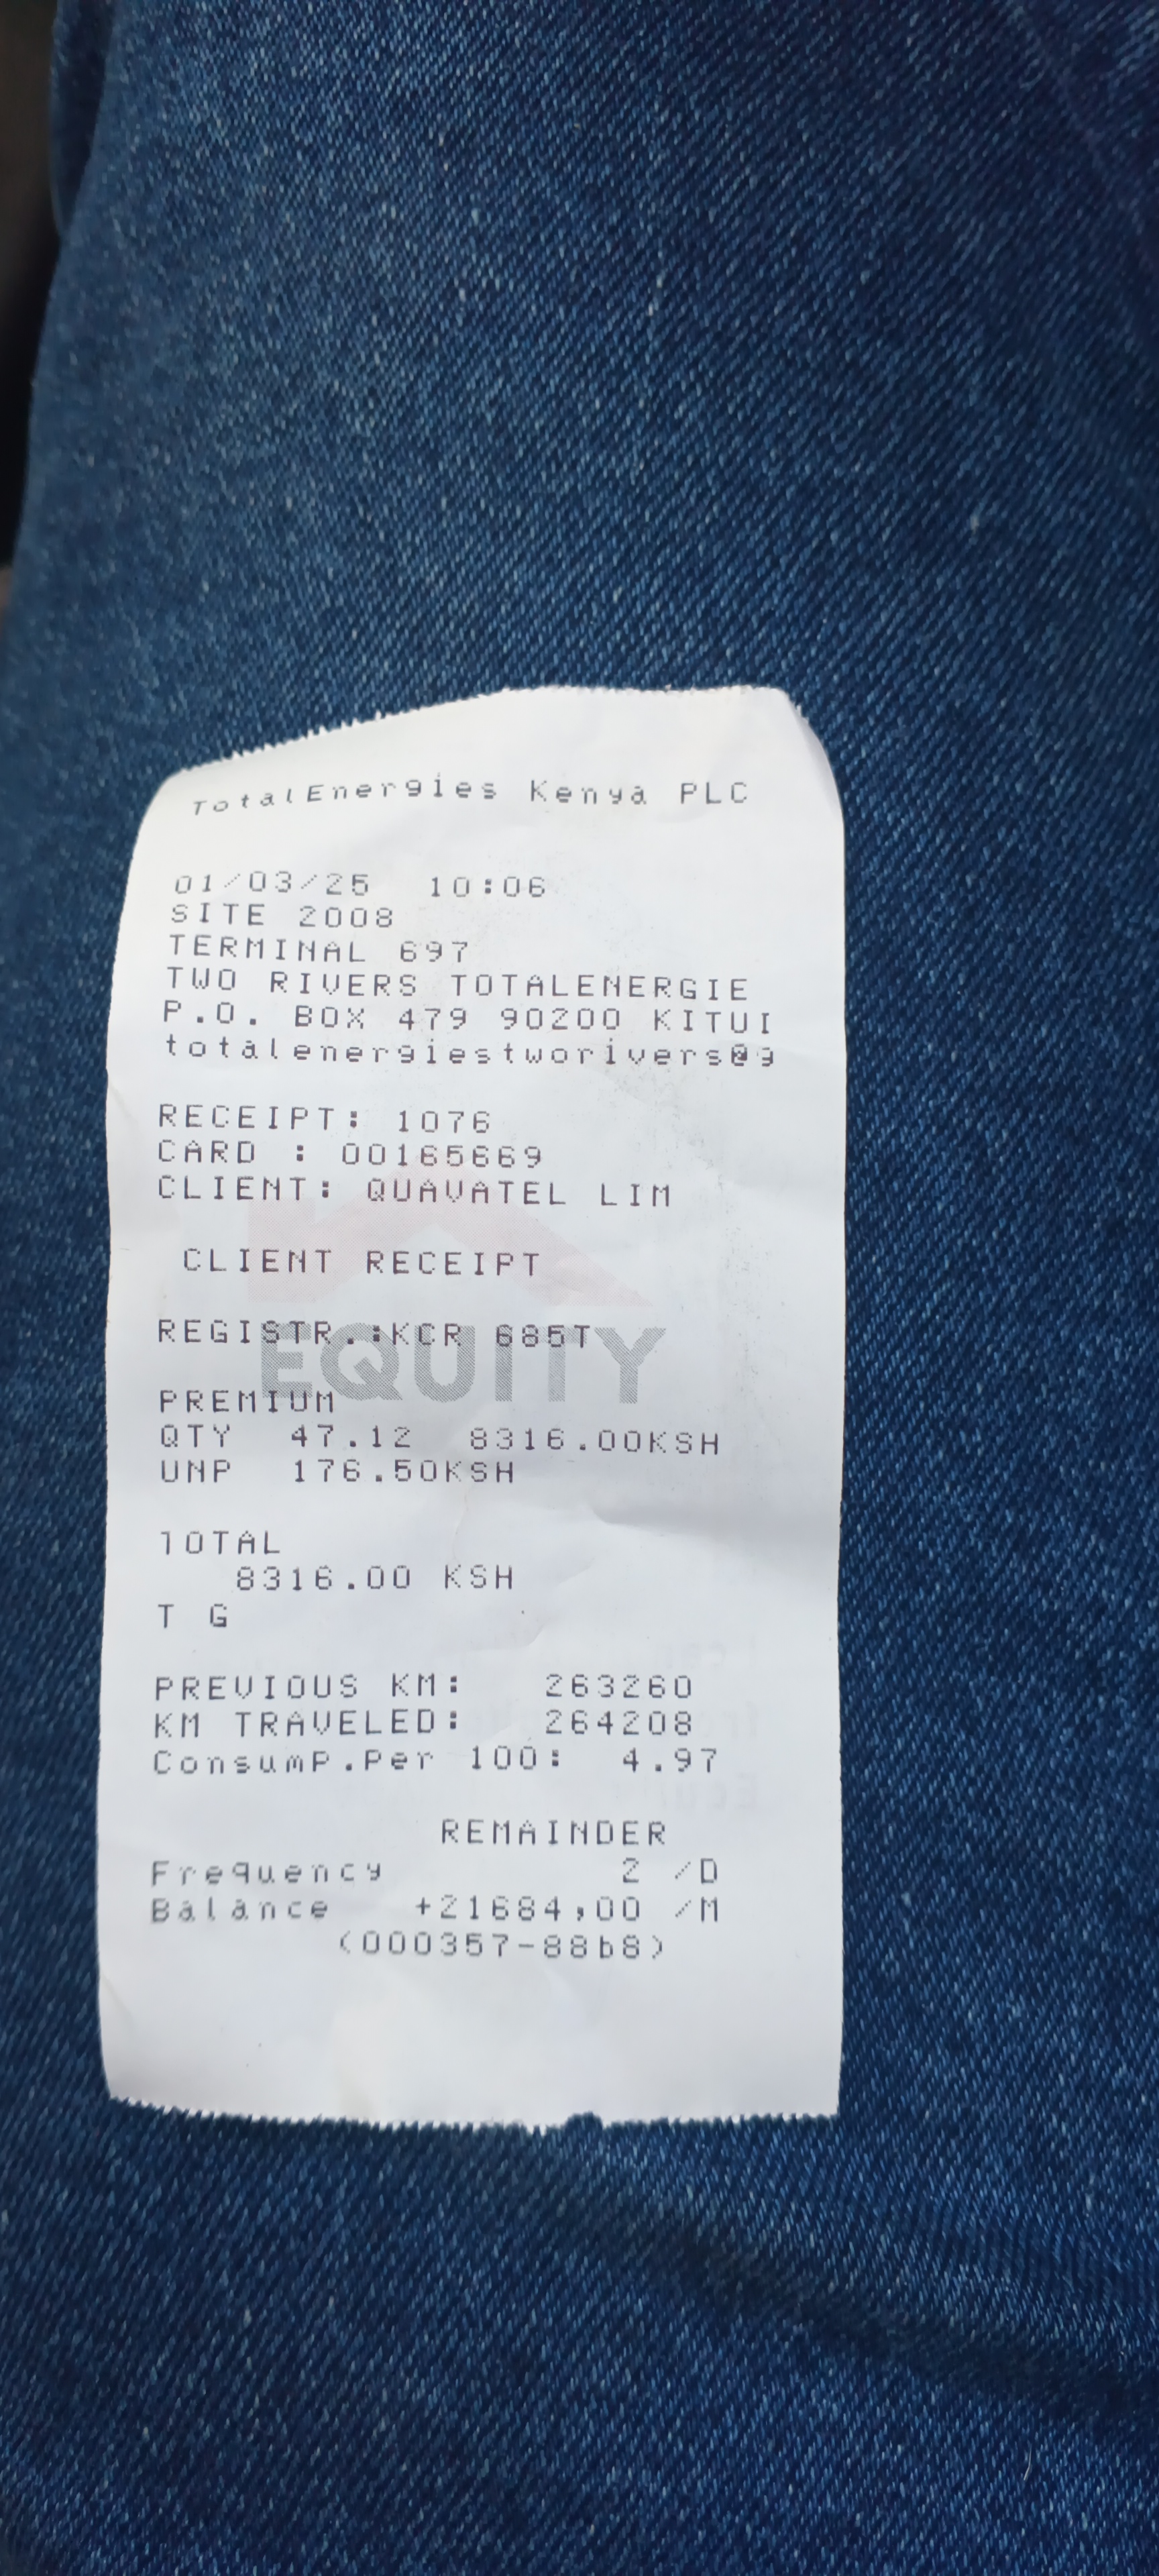 TotalEnergies Kenya PLC
01/03/25 10:06
SITE 2008
TERMINAL 697
TWO RIVERS TOTALENERGIE
P.O. BOX 479 90200 KITUI
totalenergiestworivers@g
RECEIPT: 1076
CARD : 00165669
CLIENT: QUAVATEL LIM
CLIENT RECEIPT
REGISTR.:KCR 685T
EQUITY
PREMIUM
QTY 47.12 8316.00KSH
UNP 176.50KSH
TOTAL
8316.00 KSH
T G
PREVIOUS KM: 263260
KM TRAVELED: 264208
Consump.Per 100: 4.97
REMAINDER
Frequency 2 /D
Balance +21684,00 /M
(000357-88b8)